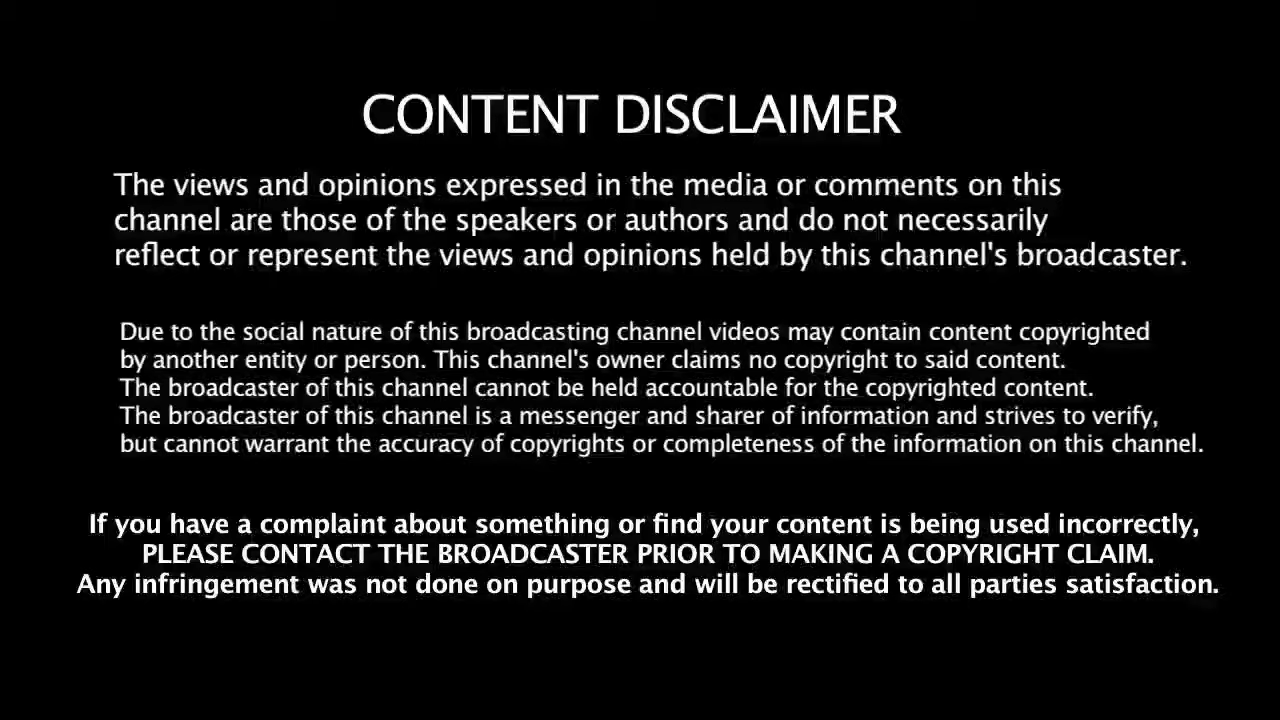 CONTENT DISCLAIMER
The views and opinions expressed in the media or comments on this
channel are those of the speakers or authors and do not necessarily
reflect or represent the views and opinions held by this channel's broadcaster.
Due to the social nature of this broadcasting channel videos may contain content copyrighted
by another entity or person. This channel's owner claims no copyright to said content.
The broadcaster of this channel cannot be held accountable for the copyrighted content.
The broadcaster of this channel is a messenger and sharer of information and strives to verify,
but cannot warrant the accuracy of copyrights or completeness of the information on this channel.
If you have a complaint about something or find your content is being used incorrectly,
PLEASE CONTACT THE BROADCASTER PRIOR TO MAKING A COPYRIGHT CLAIM.
Any infringement was not done on purpose and will be rectified to all parties satisfaction.